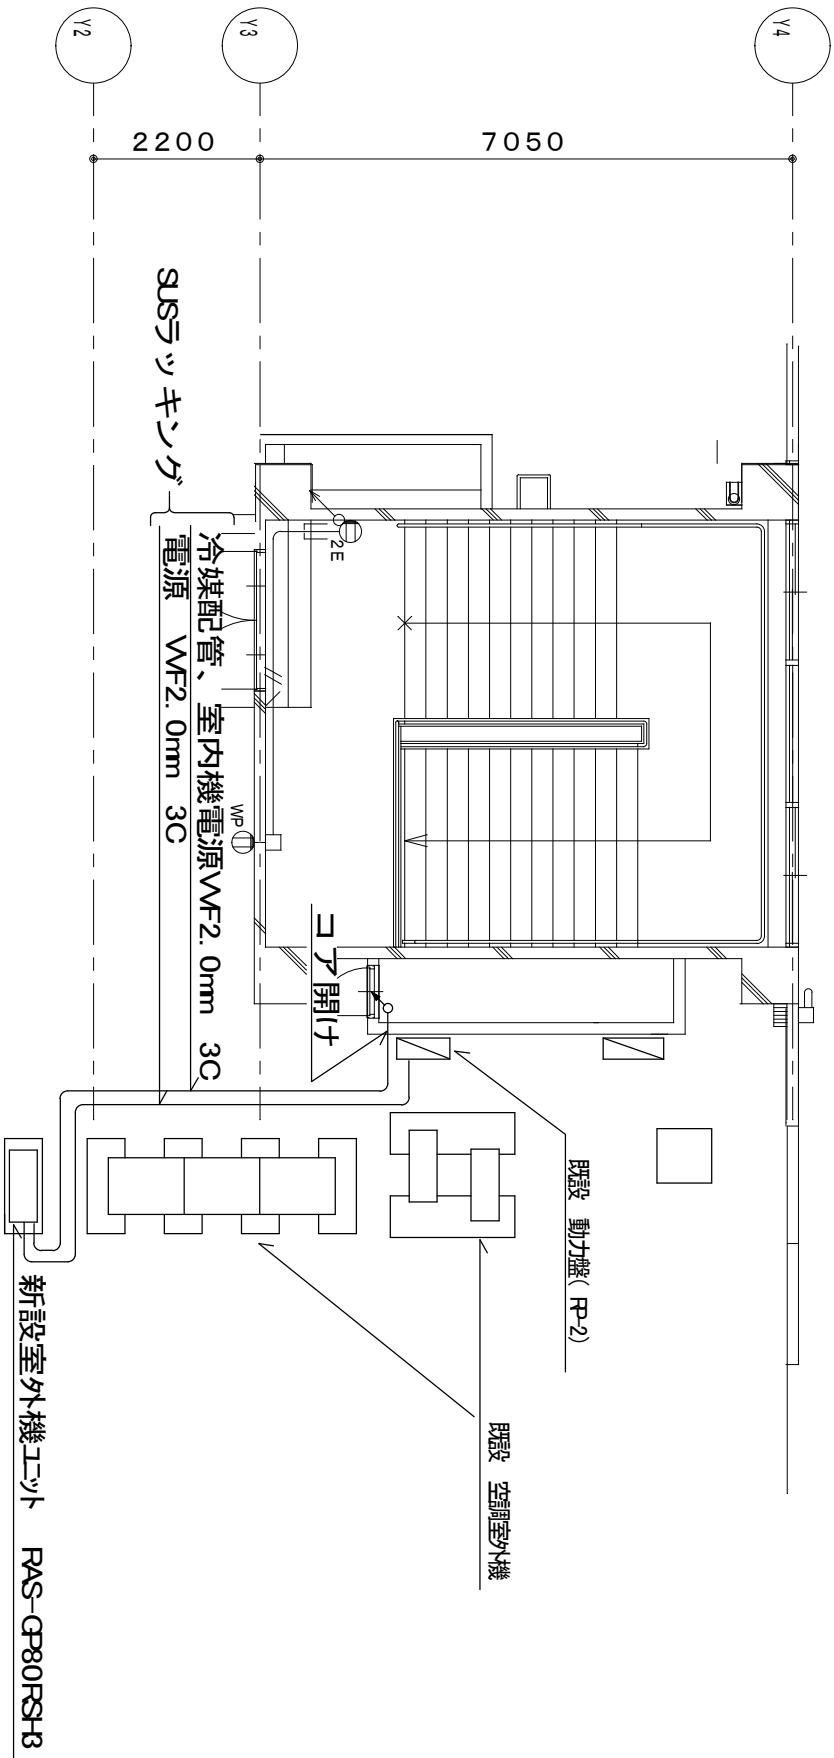 Y2
Y3
Y4
2200
7050
SUSラッキング
冷媒配管、室内機電源VVF2.0mm 3C
電源 VVF2.0mm 3C
2E
WP
コア開け
既設 動力盤(RP-2)
既設 空調室外機
新設室外機ユニット RAS-GP80RSH3